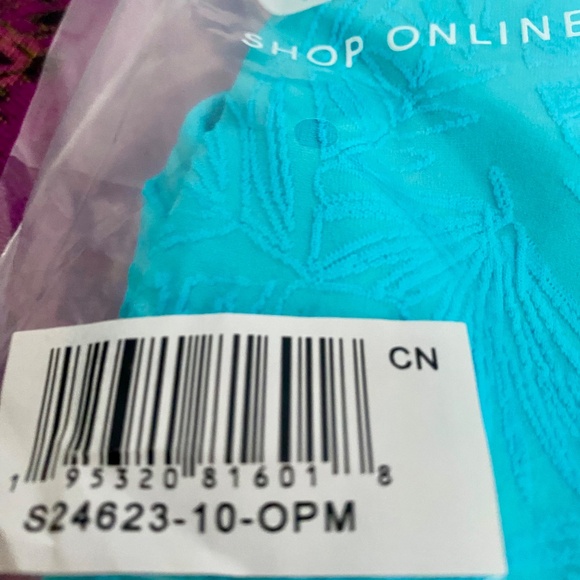 SHOP ONLINE
CN
1 95320 81601 8
S24623-10-OPM